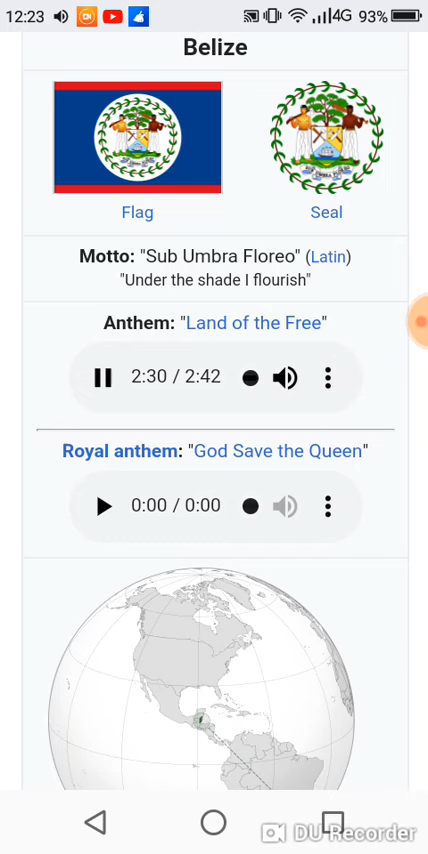 12:23 4G 93%
Belize
Flag Seal
Motto: "Sub Umbra Floreo" (Latin)
"Under the shade I flourish"
Anthem: "Land of the Free"
2:30 / 2:42
Royal anthem: "God Save the Queen"
0:00 / 0:00
DU Recorder